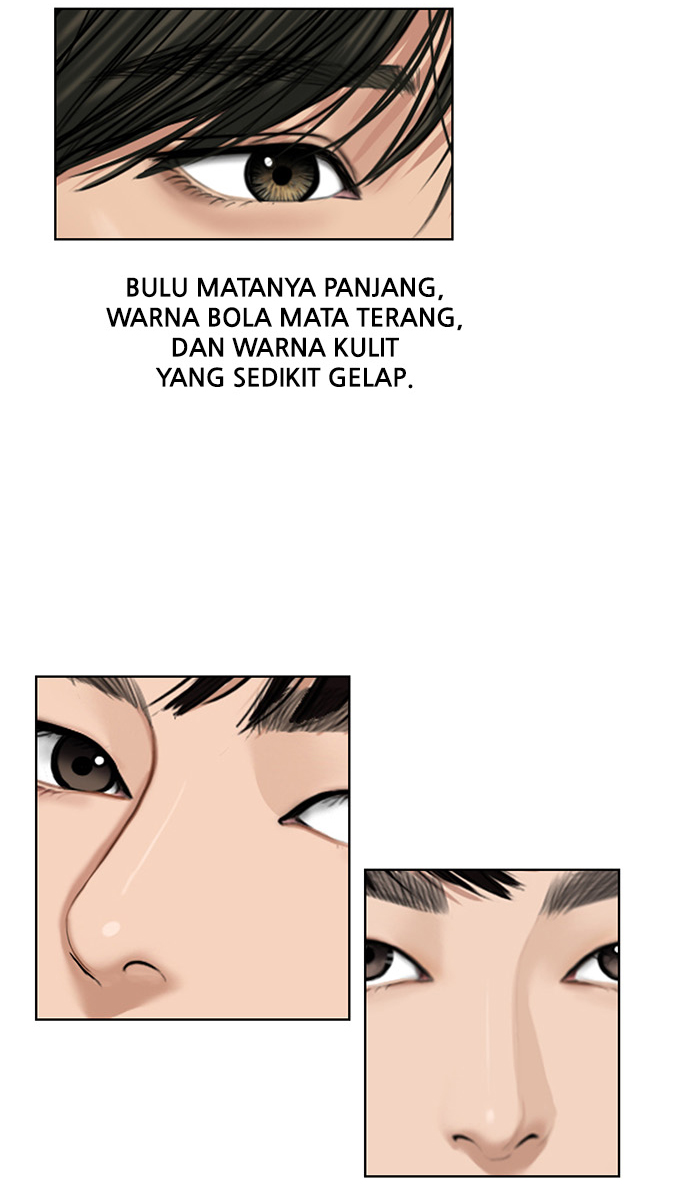 BULU MATANYA PANJANG,
WARNA BOLA MATA TERANG,
DAN WARNA KULIT
YANG SEDIKIT GELAP.